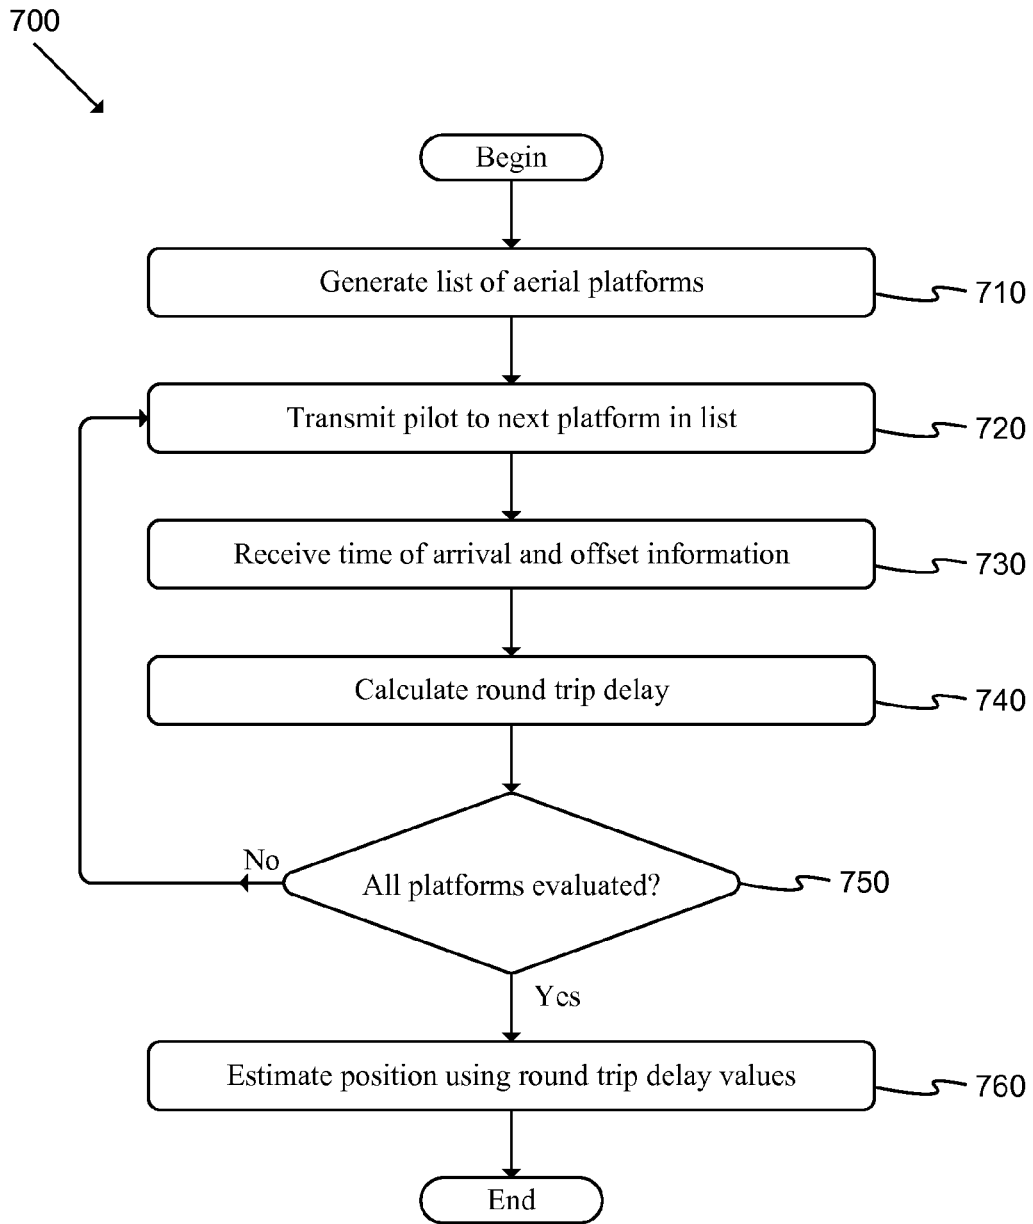 700
Begin
Generate list of aerial platforms
710
Transmit pilot to next platform in list
720
Receive time of arrival and offset information
730
Calculate round trip delay
740
No
All platforms evaluated?
750
Yes
Estimate position using round trip delay values
760
End